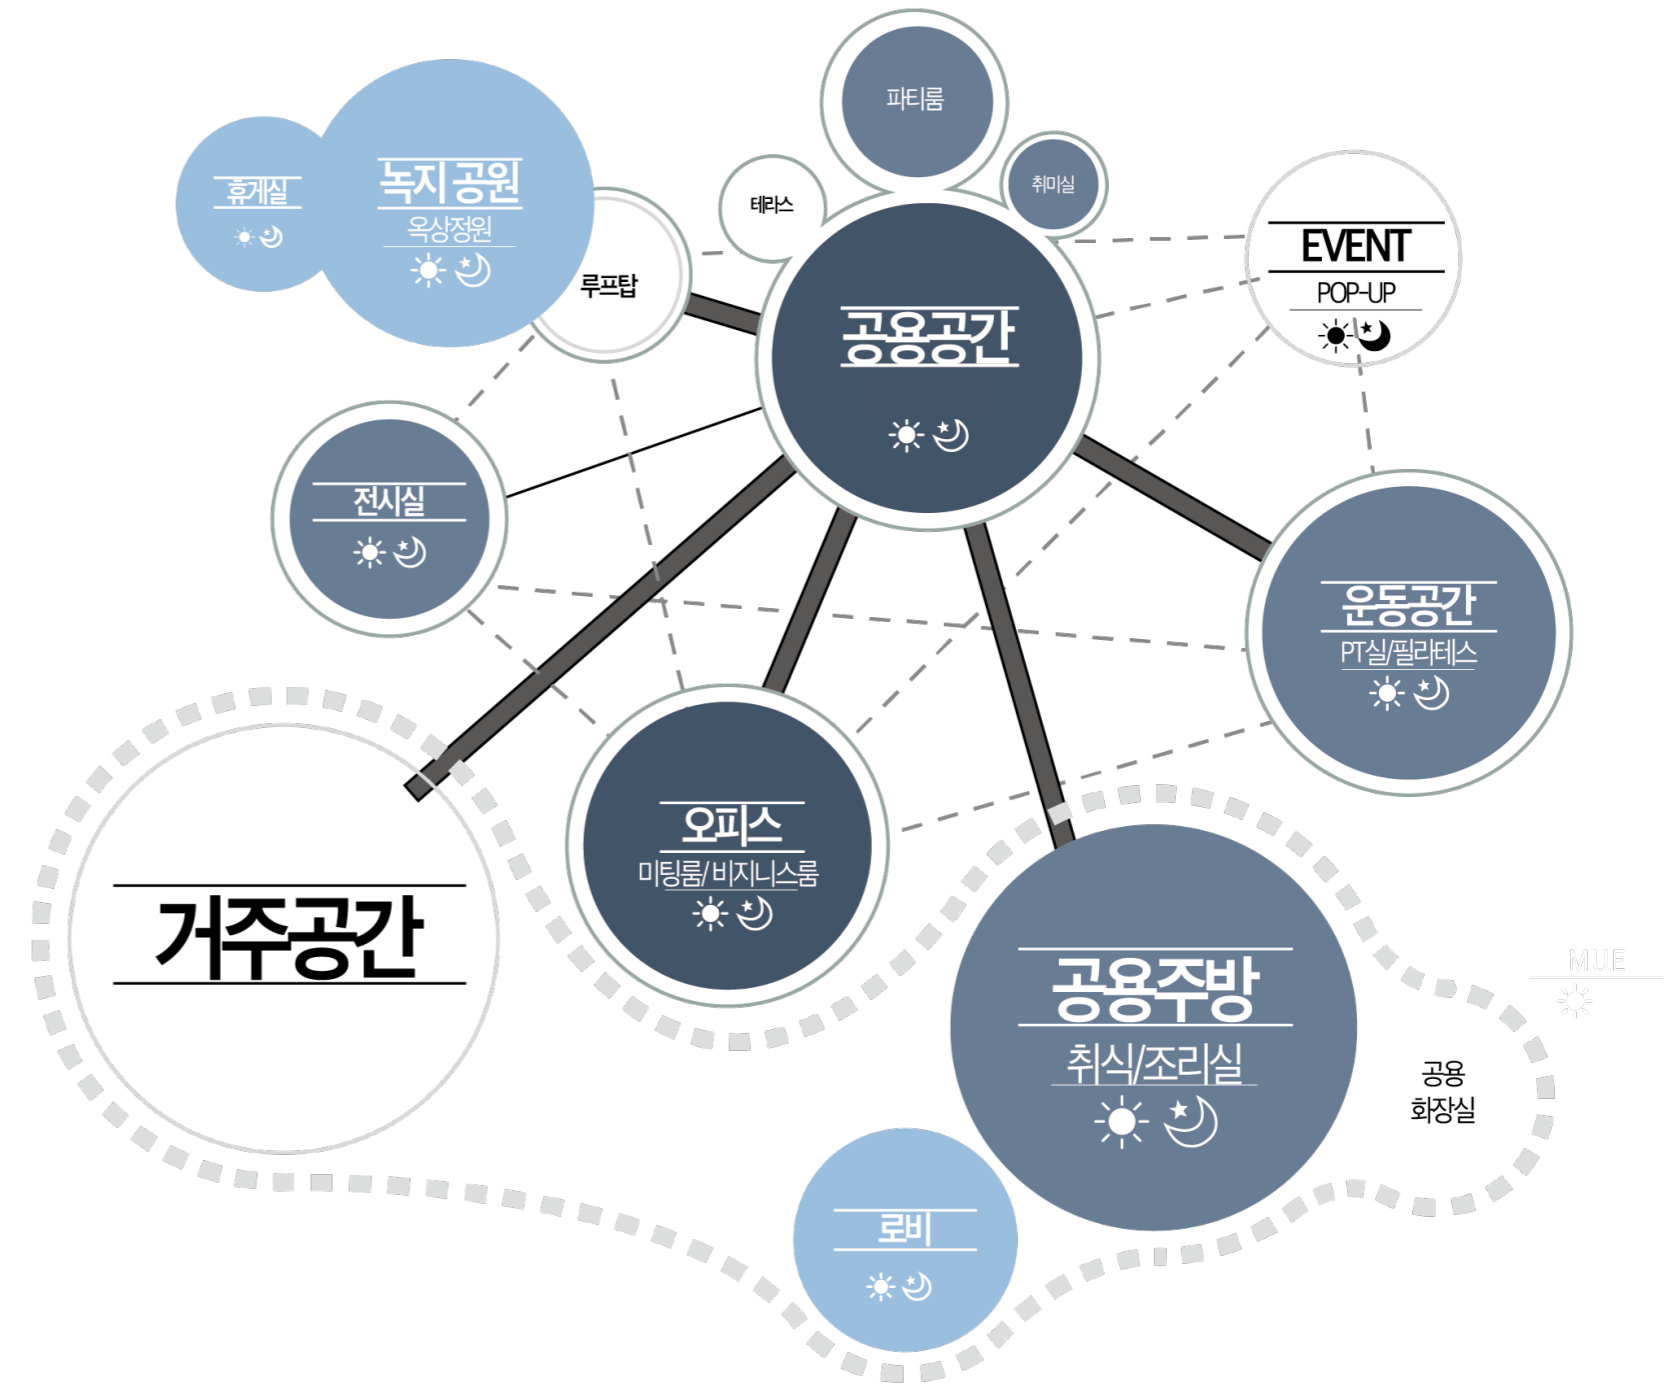 파티룸
취미실
테라스
휴게실
녹지 공원
옥상정원
루프탑
EVENT
POP-UP
공용공간
전시실
운동공간
PT실/필라테스
오피스
미팅룸/비지니스룸
거주공간
공용주방
취식/조리실
MUE
공용
화장실
로비